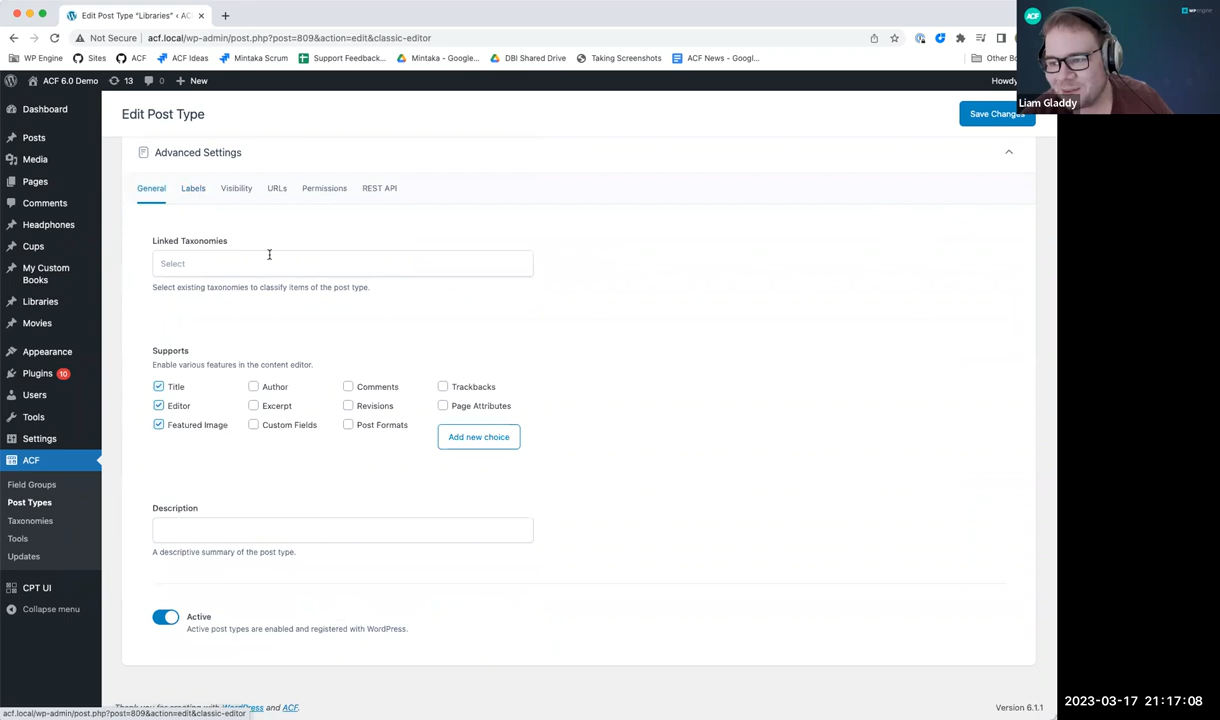 Edit Post Type "Libraries" ‹ AC
Not Secure acf.local/wp-admin/post.php?post=809&action=edit&classic-editor
WP Engine Sites ACF ACF Ideas Mintaka Scrum Support Feedback... Mintaka - Google... DBI Shared Drive Taking Screenshots ACF News - Googl... Other Bo
ACF 6.0 Demo 13 0 New Howdy
ACF
WP engine
Liam Gladdy
Edit Post Type
Save Changes
Dashboard
Posts
Media
Pages
Comments
Headphones
Cups
My Custom
Books
Libraries
Movies
Appearance
Plugins 10
Users
Tools
Settings
ACF
Field Groups
Post Types
Taxonomies
Tools
Updates
CPT UI
Collapse menu
Advanced Settings
General Labels Visibility URLs Permissions REST API
Linked Taxonomies
Select
Select existing taxonomies to classify items of the post type.
Supports
Enable various features in the content editor.
Title Author Comments Trackbacks
Editor Excerpt Revisions Page Attributes
Featured Image Custom Fields Post Formats
Add new choice
Description
A descriptive summary of the post type.
Active
Active post types are enabled and registered with WordPress.
Thank you for creating with WordPress and ACF.
Version 6.1.1
acf.local/wp-admin/post.php?post=809&action=edit&classic-editor
2023-03-17 21:17:08